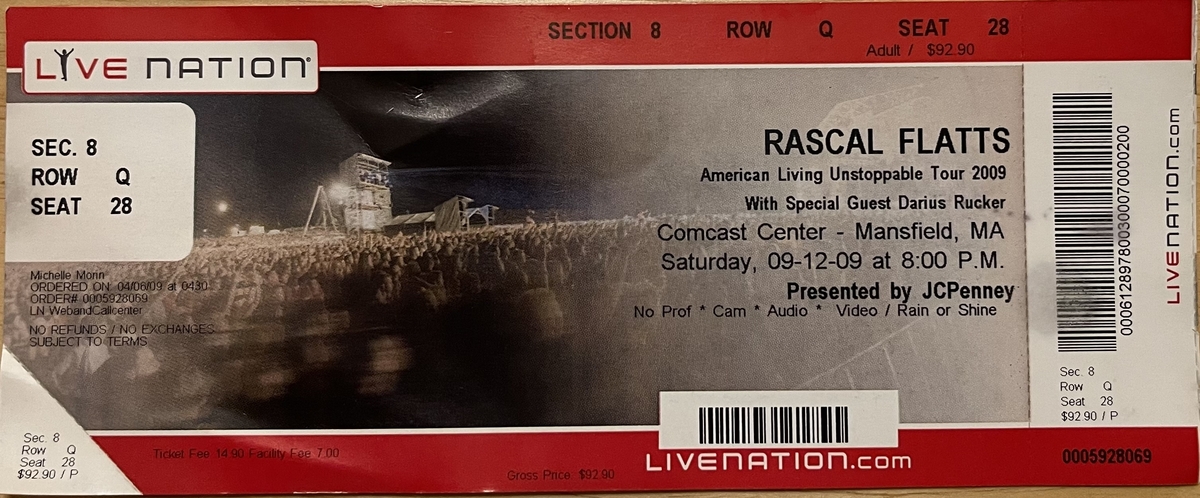 SECTION 8 ROW Q SEAT 28
Adult / $92.90
LIVE NATION
SEC. 8
ROW Q
SEAT 28
RASCAL FLATTS
American Living Unstoppable Tour 2009
With Special Guest Darius Rucker
Comcast Center - Mansfield, MA
Saturday, 09-12-09 at 8:00 P.M.
Presented by JCPenney
No Prof * Cam * Audio * Video / Rain or Shine
Michelle Morin
ORDERED ON 04/06/09 at 0430
ORDER# 0005928069
LN WebandCallcenter
NO REFUNDS / NO EXCHANGES
SUBJECT TO TERMS
Sec. 8
Row Q
Seat 28
$92.90 / P
Ticket Fee 14.90 Facility Fee 7.00
Gross Price: $92.90
LIVENATION.com
0006128978003000070000200
LIVENATION.com
Sec. 8
Row Q
Seat 28
$92.90 / P
0005928069